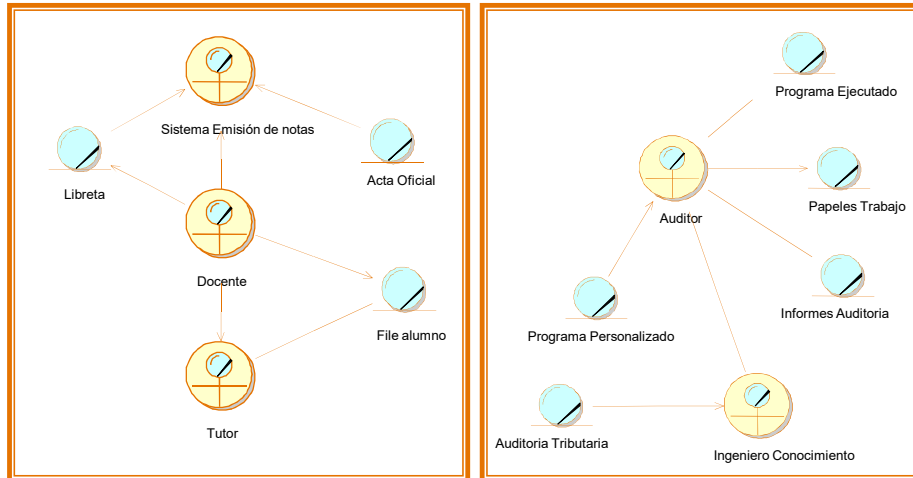 Sistema Emisión de notas
Libreta
Acta Oficial
Docente
File alumno
Tutor
Programa Ejecutado
Auditor
Papeles Trabajo
Programa Personalizado
Informes Auditoria
Auditoria Tributaria
Ingeniero Conocimiento